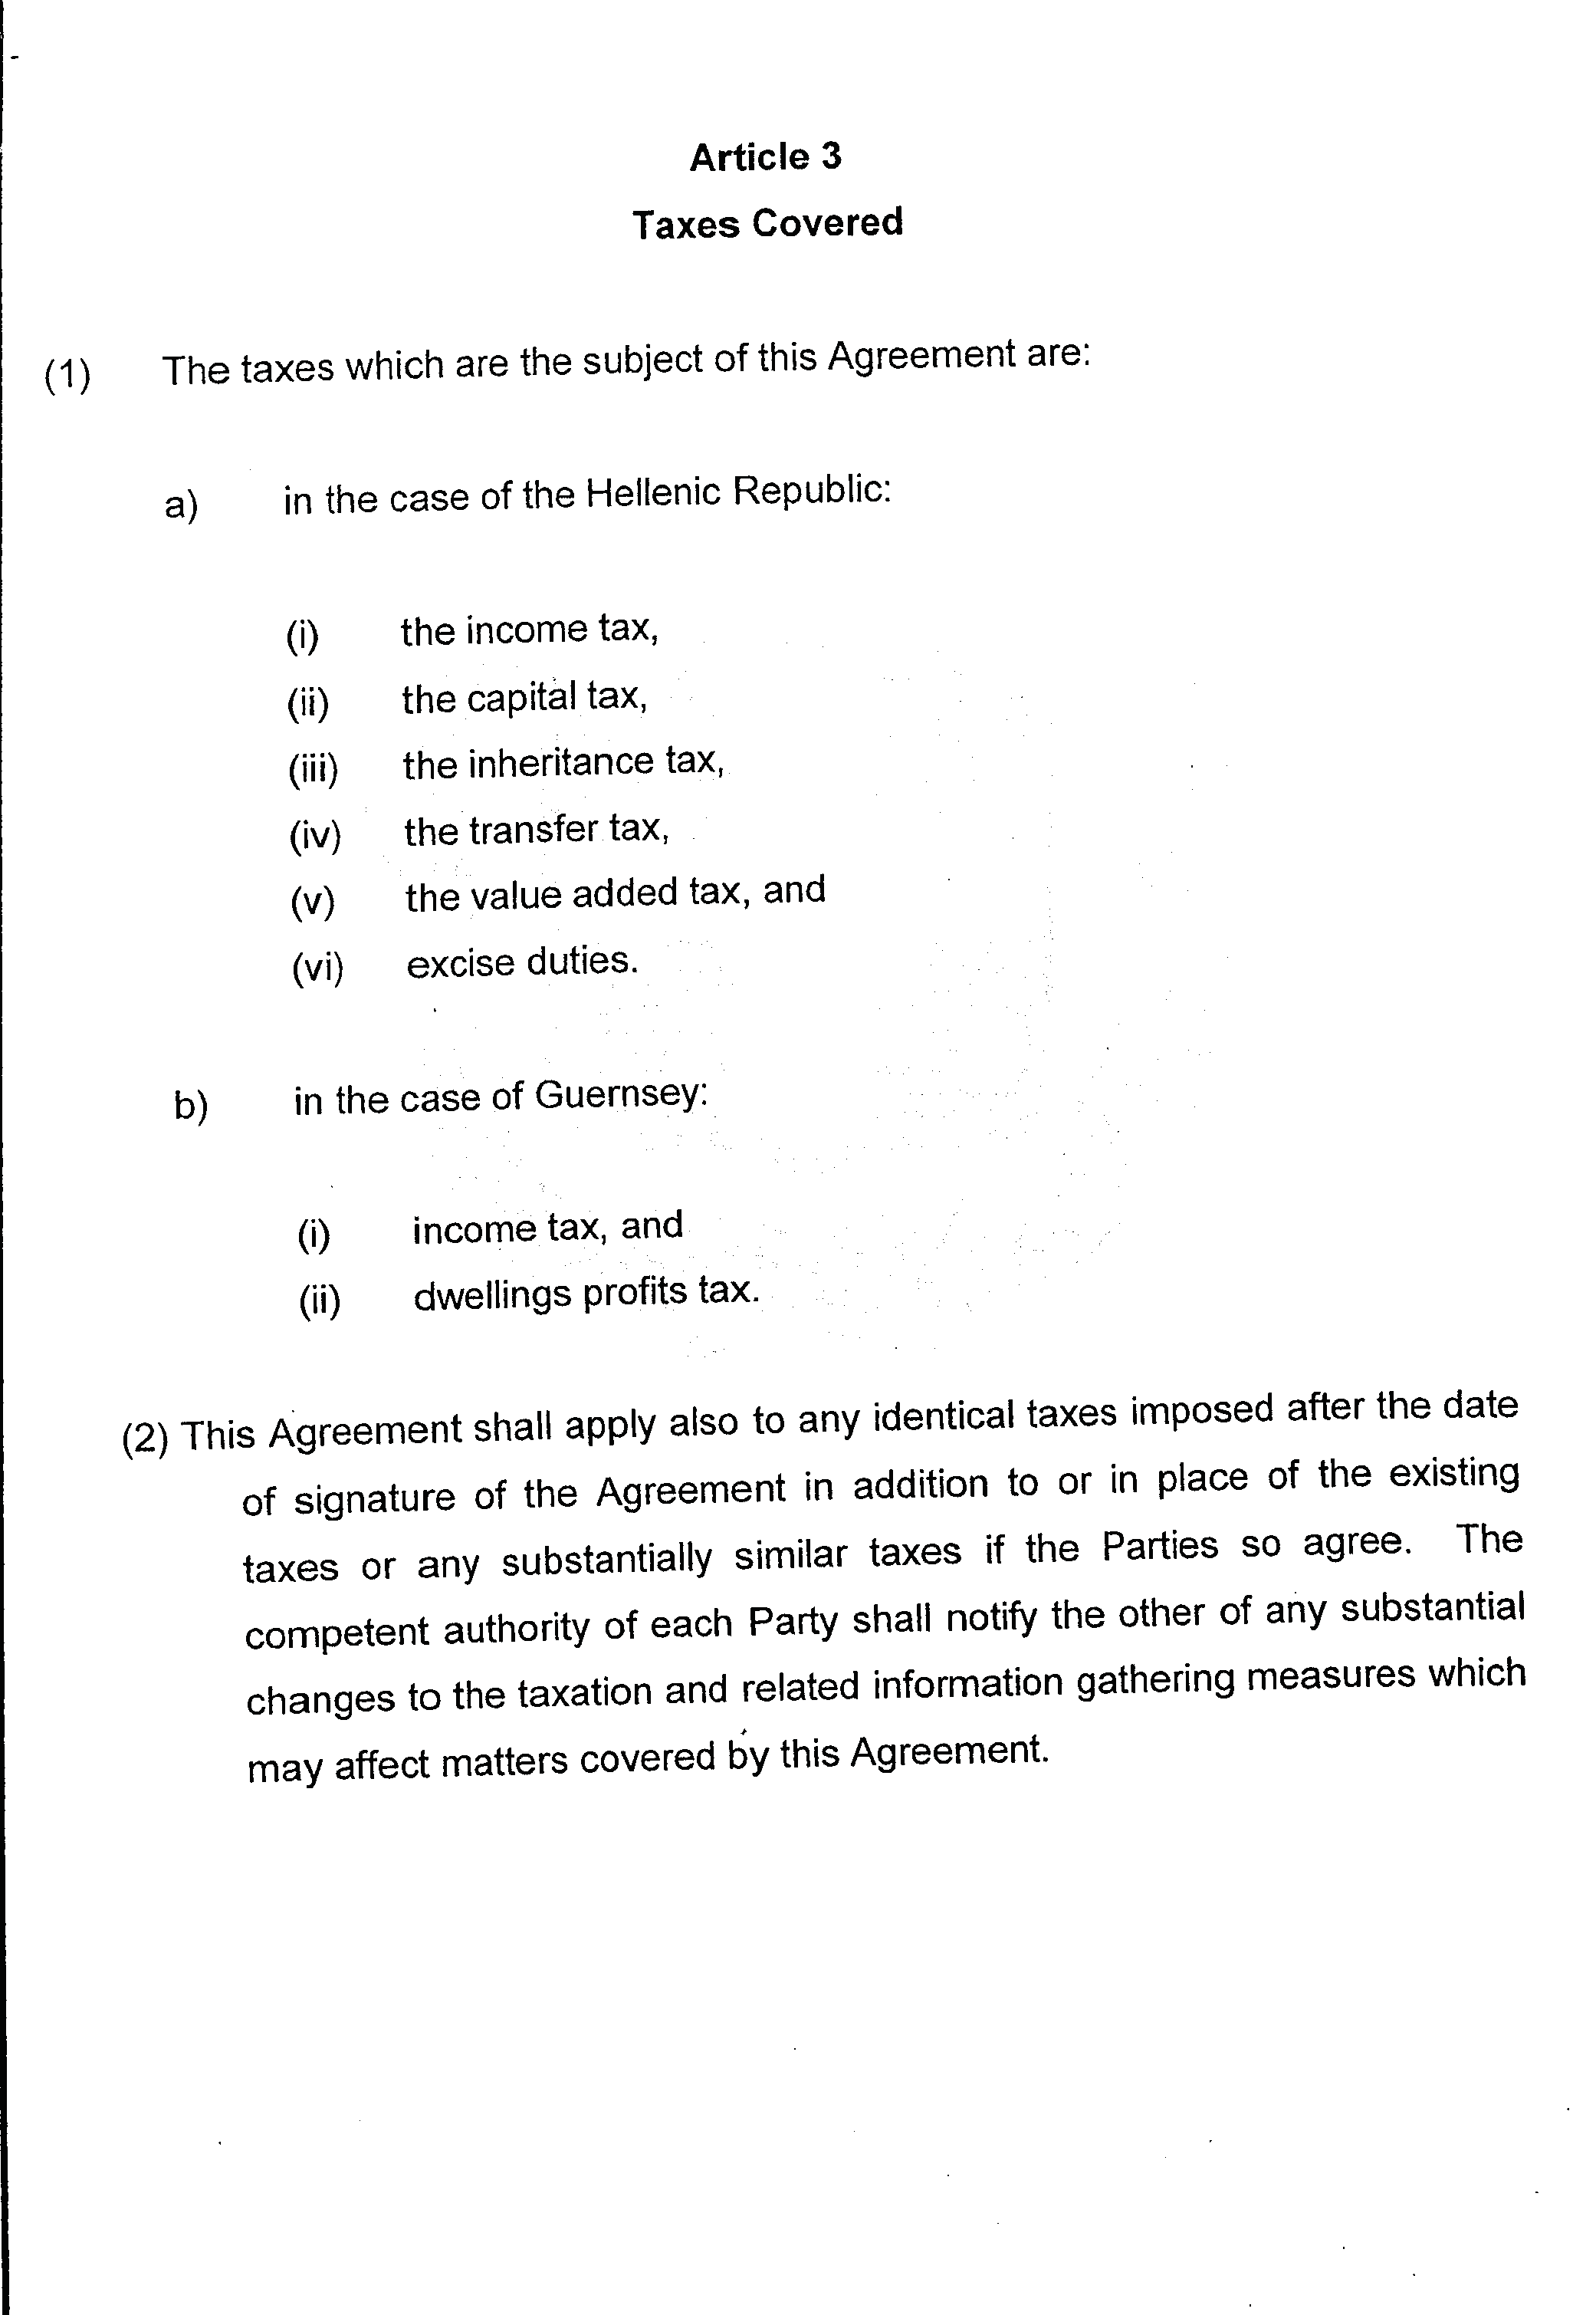 Article 3
Taxes Covered
(1) The taxes which are the subject of this Agreement are:
a) in the case of the Hellenic Republic:
(i) the income tax,
(ii) the capital tax,
(iii) the inheritance tax,
(iv) the transfer tax,
(v) the value added tax, and
(vi) excise duties.
b) in the case of Guernsey:
(i) income tax, and
(ii) dwellings profits tax.
(2) This Agreement shall apply also to any identical taxes imposed after the date
of signature of the Agreement in addition to or in place of the existing
taxes or any substantially similar taxes if the Parties so agree. The
competent authority of each Party shall notify the other of any substantial
changes to the taxation and related information gathering measures which
may affect matters covered by this Agreement.